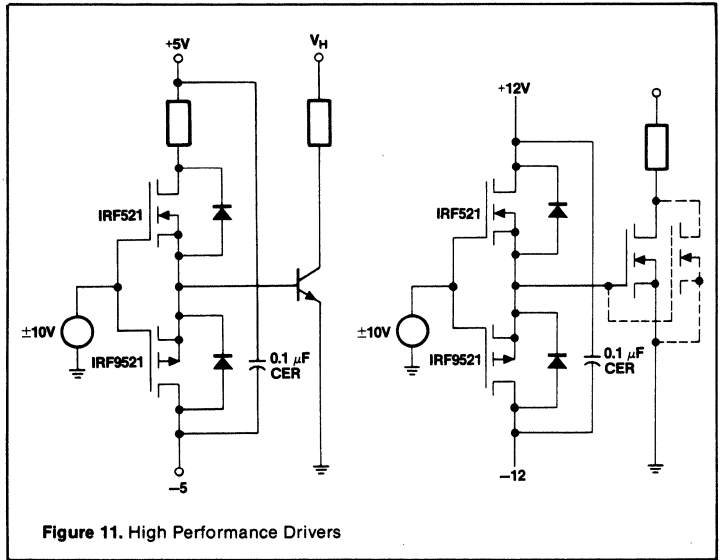 +5V
V_H
IRF521
±10V
IRF9521
0.1 μF
CER
—5
+12V
IRF521
±10V
IRF9521
0.1 μF
CER
—12
Figure 11. High Performance Drivers